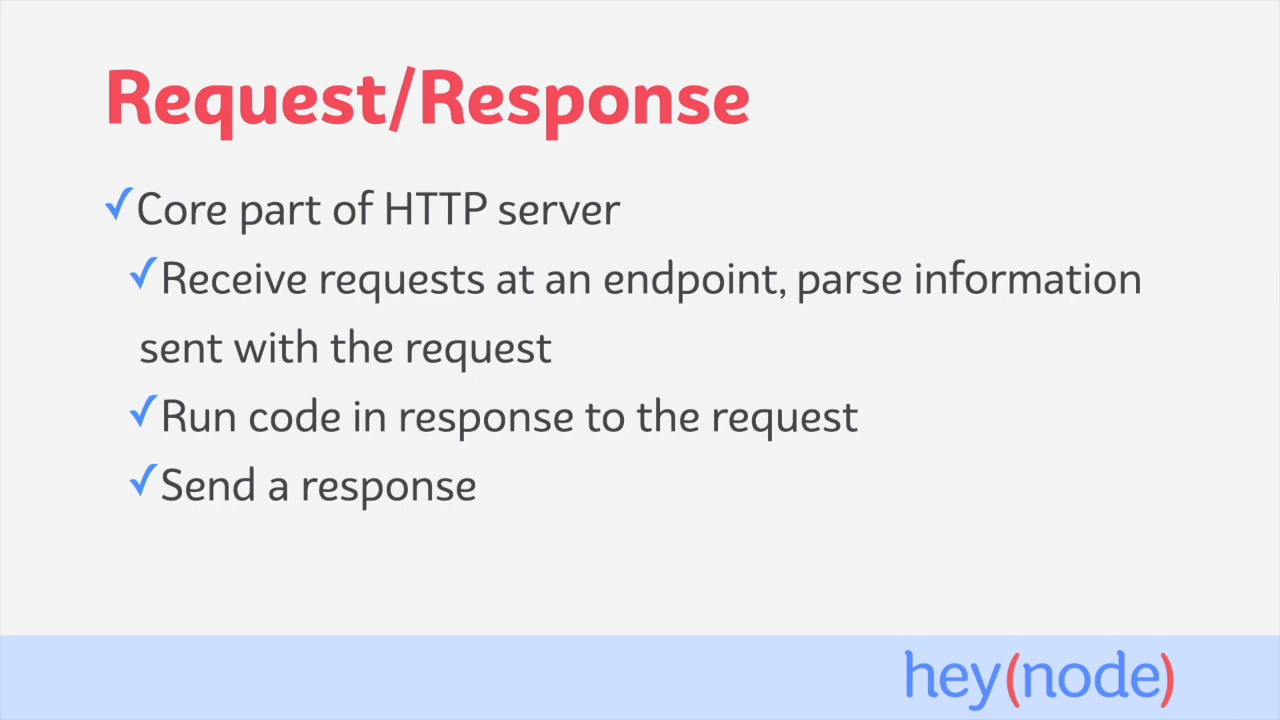 Request/Response
✓Core part of HTTP server
✓Receive requests at an endpoint, parse information
sent with the request
✓Run code in response to the request
✓Send a response
hey(node)